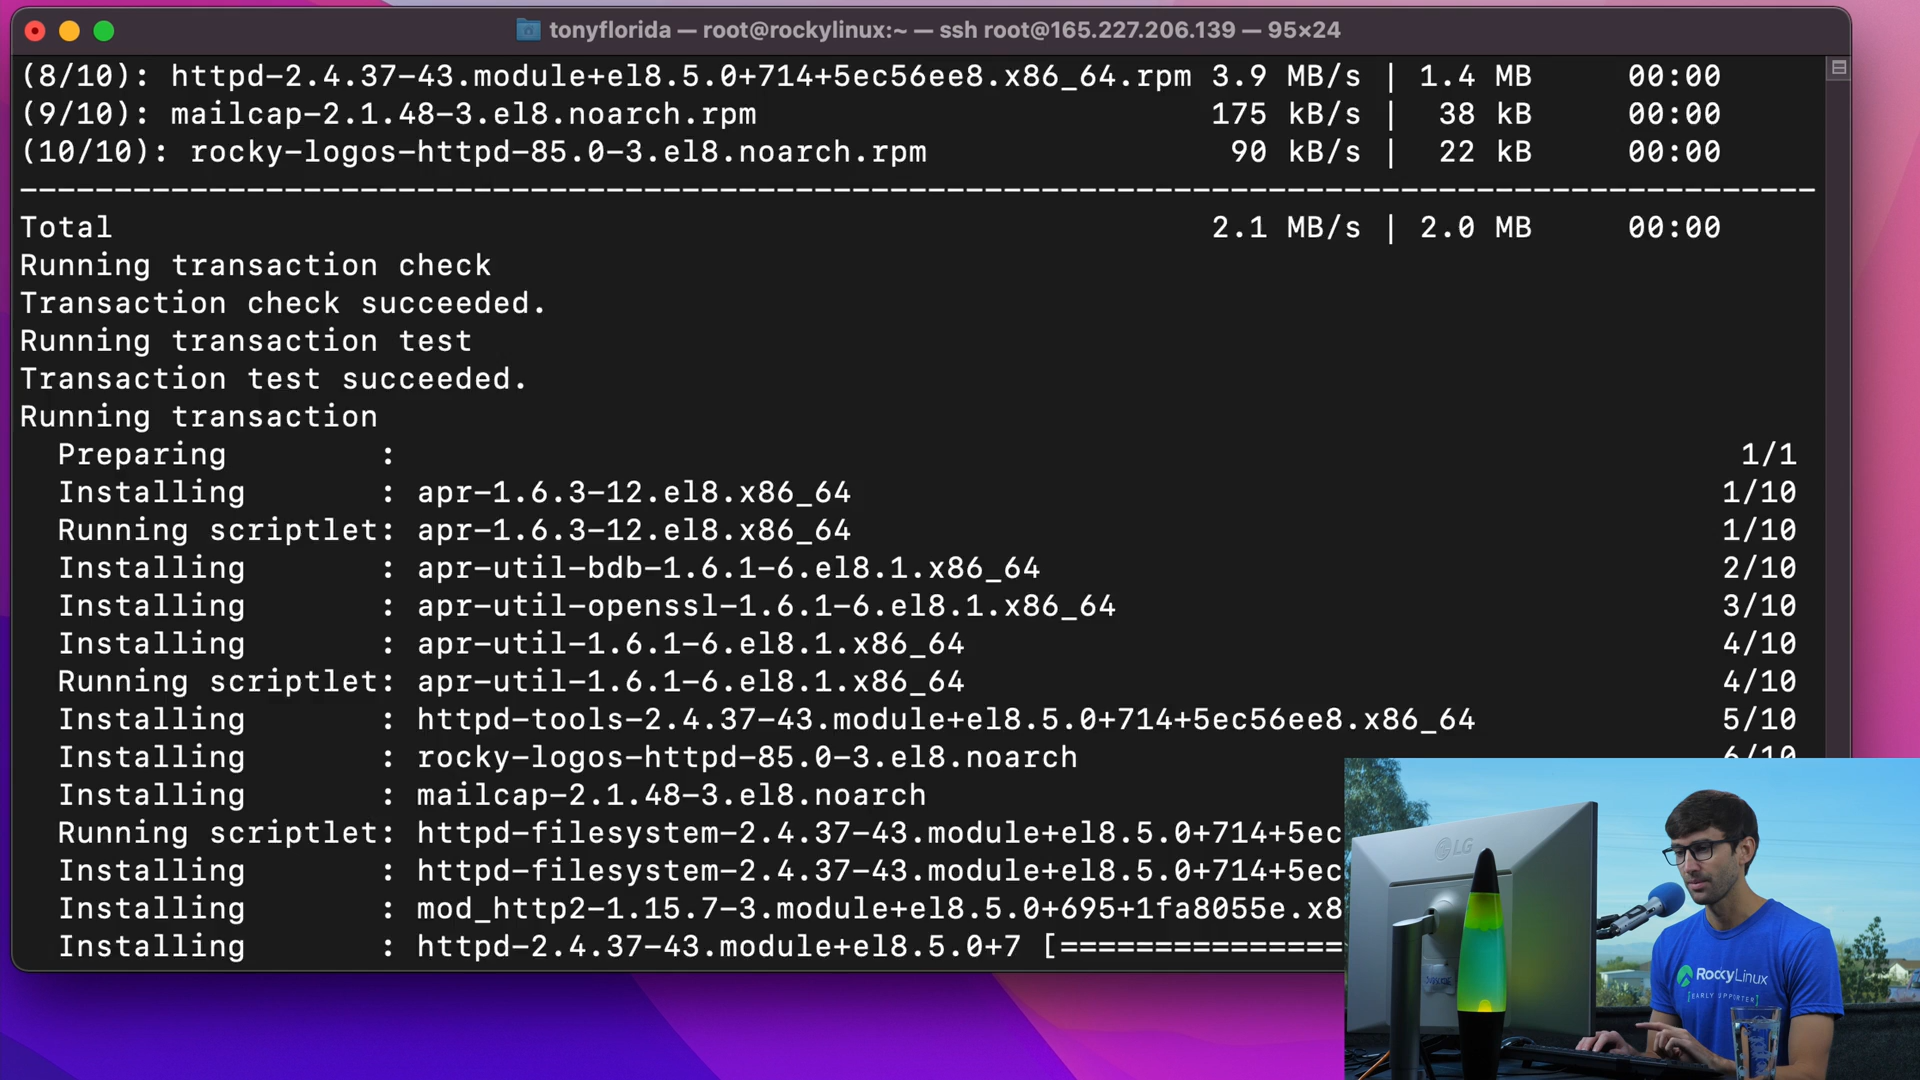 tonyflorida — root@rockylinux:~ — ssh root@165.227.206.139 — 95×24
(8/10): httpd-2.4.37-43.module+el8.5.0+714+5ec56ee8.x86_64.rpm 3.9 MB/s | 1.4 MB 00:00
(9/10): mailcap-2.1.48-3.el8.noarch.rpm 175 kB/s | 38 kB 00:00
(10/10): rocky-logos-httpd-85.0-3.el8.noarch.rpm 90 kB/s | 22 kB 00:00
-----------------------------------------------------------------------------------------------
Total 2.1 MB/s | 2.0 MB 00:00
Running transaction check
Transaction check succeeded.
Running transaction test
Transaction test succeeded.
Running transaction
Preparing : 1/1
Installing : apr-1.6.3-12.el8.x86_64 1/10
Running scriptlet: apr-1.6.3-12.el8.x86_64 1/10
Installing : apr-util-bdb-1.6.1-6.el8.1.x86_64 2/10
Installing : apr-util-openssl-1.6.1-6.el8.1.x86_64 3/10
Installing : apr-util-1.6.1-6.el8.1.x86_64 4/10
Running scriptlet: apr-util-1.6.1-6.el8.1.x86_64 4/10
Installing : httpd-tools-2.4.37-43.module+el8.5.0+714+5ec56ee8.x86_64 5/10
Installing : rocky-logos-httpd-85.0-3.el8.noarch 6/10
Installing : mailcap-2.1.48-3.el8.noarch
Running scriptlet: httpd-filesystem-2.4.37-43.module+el8.5.0+714+5ec
Installing : httpd-filesystem-2.4.37-43.module+el8.5.0+714+5ec
Installing : mod_http2-1.15.7-3.module+el8.5.0+695+1fa8055e.x8
Installing : httpd-2.4.37-43.module+el8.5.0+7 [===============
LG
Rocky Linux
[EARLY SUPPORTER]